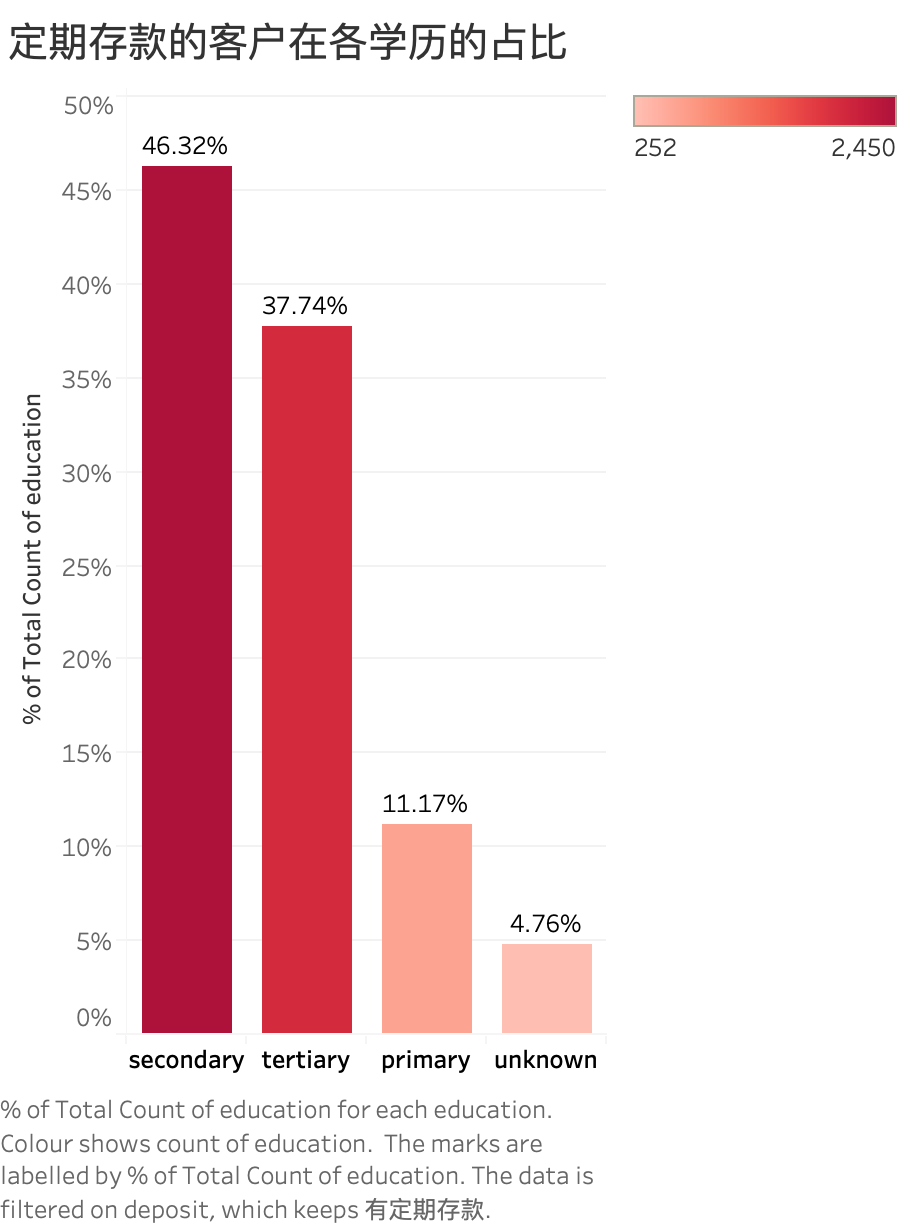 定期存款的客户在各学历的占比
252 2,450
% of Total Count of education
50%
45%
40%
35%
30%
25%
20%
15%
10%
5%
0%
46.32%
37.74%
11.17%
4.76%
secondary tertiary primary unknown
% of Total Count of education for each education.
Colour shows count of education.  The marks are
labelled by % of Total Count of education. The data is
filtered on deposit, which keeps 有定期存款.